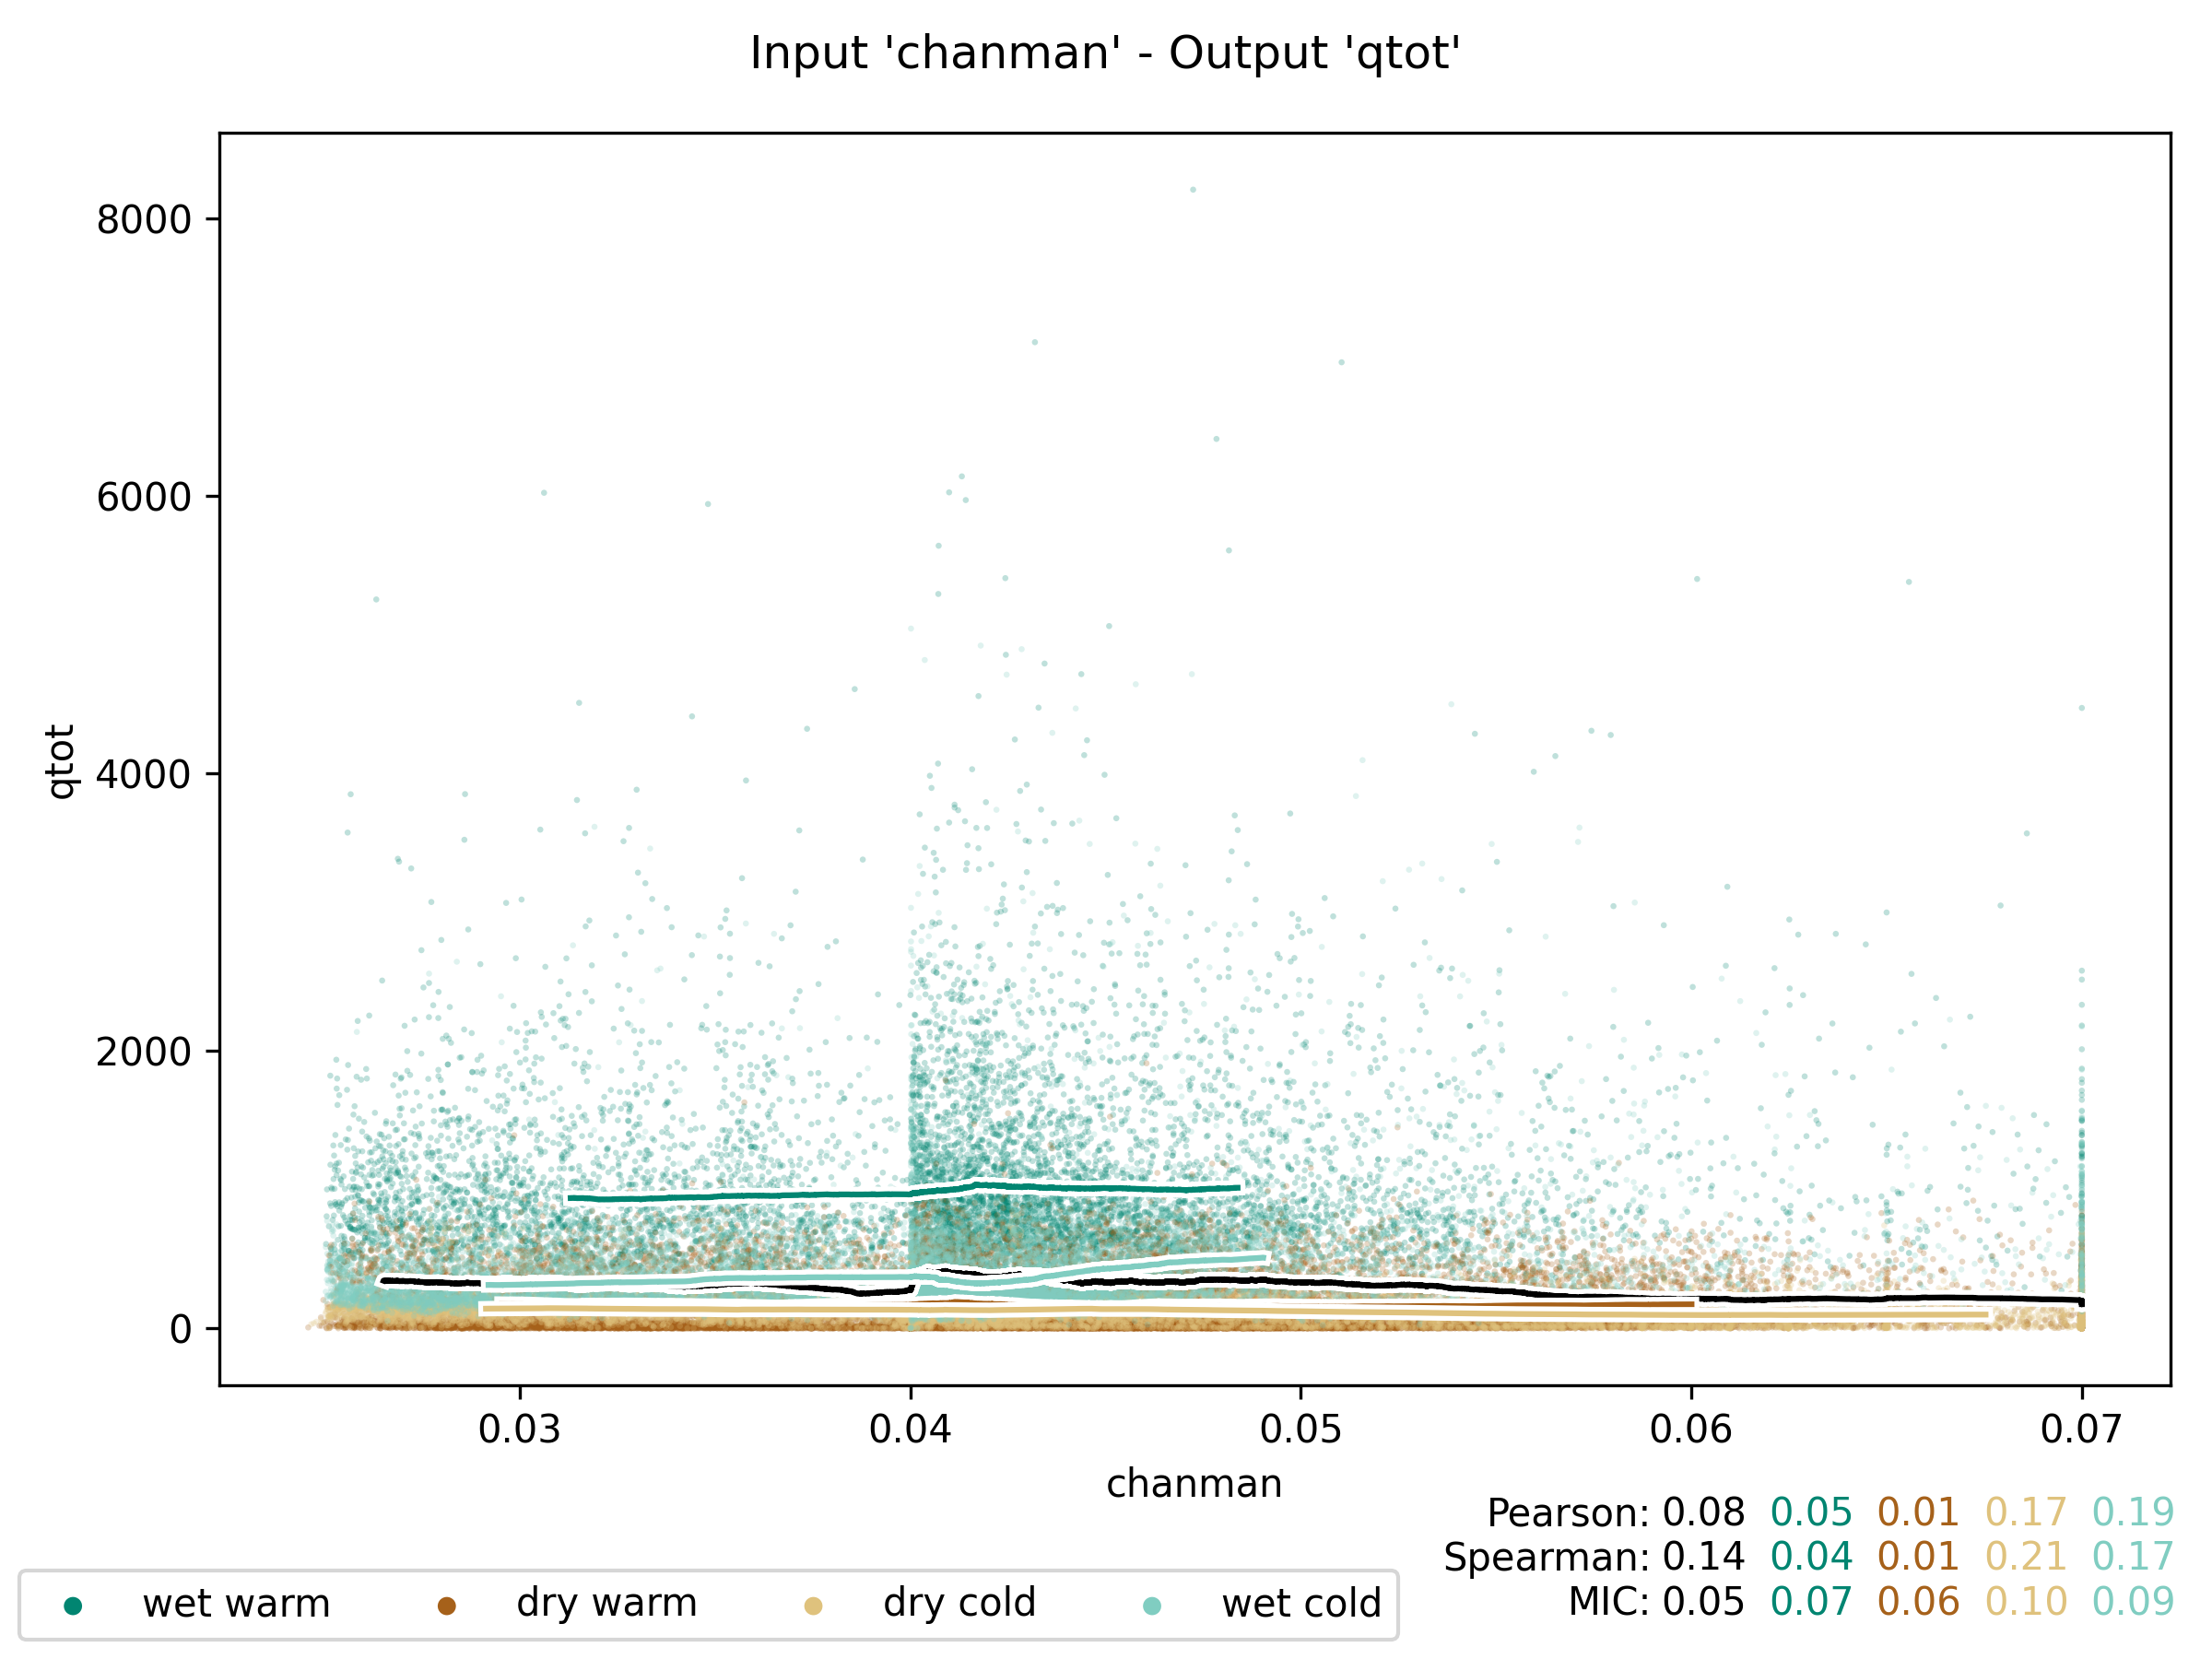 Input 'chanman' - Output 'qtot'
8000
6000
4000
2000
0
qtot
0.03 0.04 0.05 0.06 0.07
chanman
Pearson: 0.08 0.05 0.01 0.17 0.19
Spearman: 0.14 0.04 0.01 0.21 0.17
MIC: 0.05 0.07 0.06 0.10 0.09
wet warm dry warm dry cold wet cold